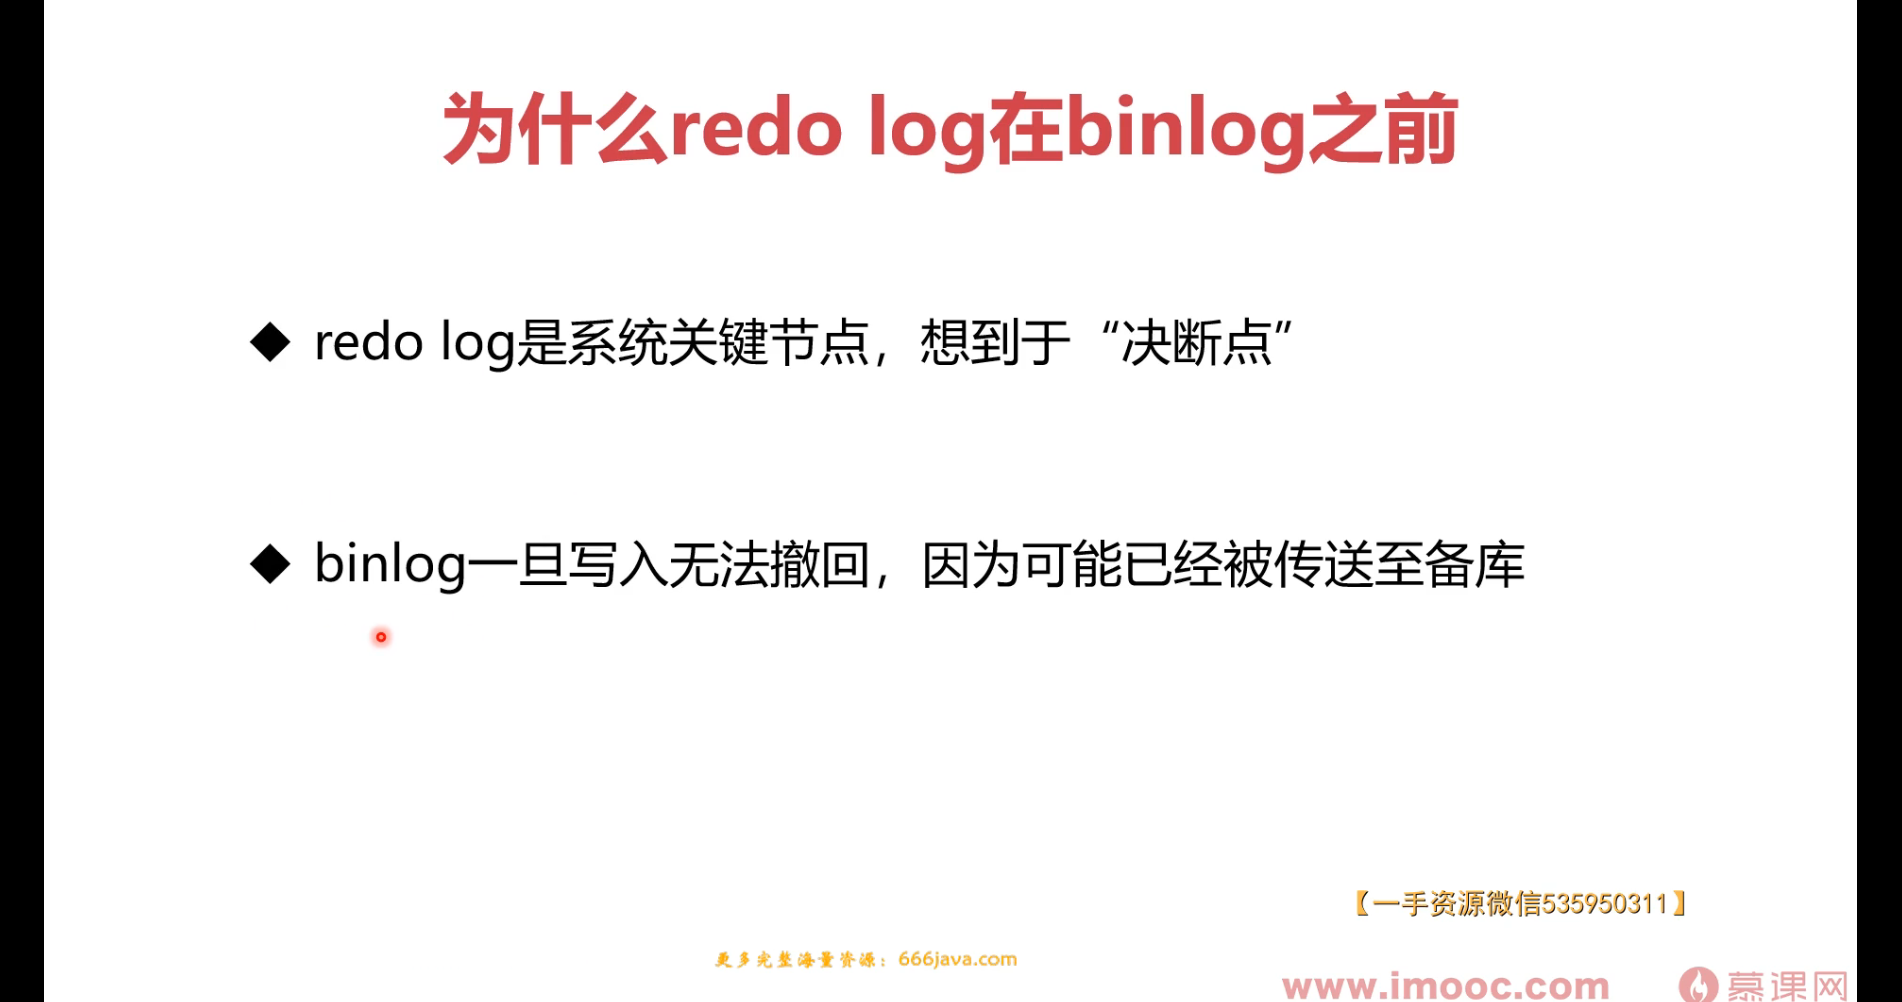 为什么redo log在binlog之前
◆ redo log是系统关键节点，想到于“决断点”
◆ binlog一旦写入无法撤回，因为可能已经被传送至备库
【一手资源微信535950311】
更多完整海量资源：666java.com
www.imooc.com 慕课网